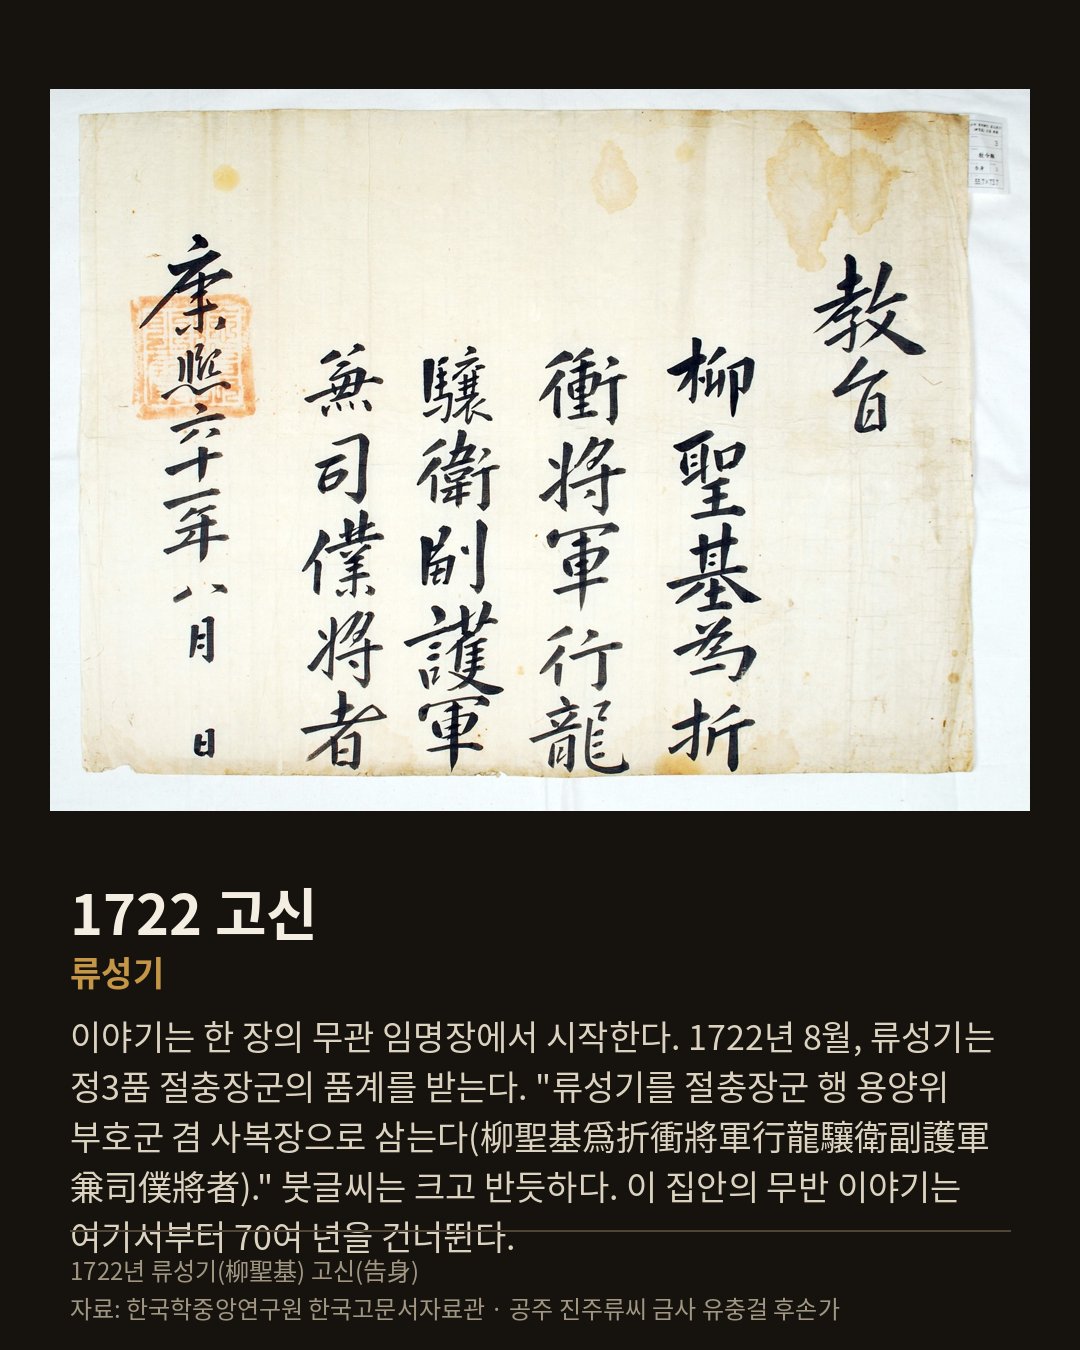 教旨
柳聖基為折
衝將軍行龍
驤衛副護軍
兼司僕將者
康熙六十一年八月 日
1722 고신
류성기
이야기는 한 장의 무관 임명장에서 시작한다. 1722년 8월, 류성기는
정3품 절충장군의 품계를 받는다. "류성기를 절충장군 행 용양위
부호군 겸 사복장으로 삼는다(柳聖基爲折衝將軍行龍驤衛副護軍
兼司僕將者)." 붓글씨는 크고 반듯하다. 이 집안의 무반 이야기는
여기서부터 70여 년을 건너뛴다.
1722년 류성기(柳聖基) 고신(告身)
자료: 한국학중앙연구원 한국고문서자료관 · 공주 진주류씨 금사 유충걸 후손가